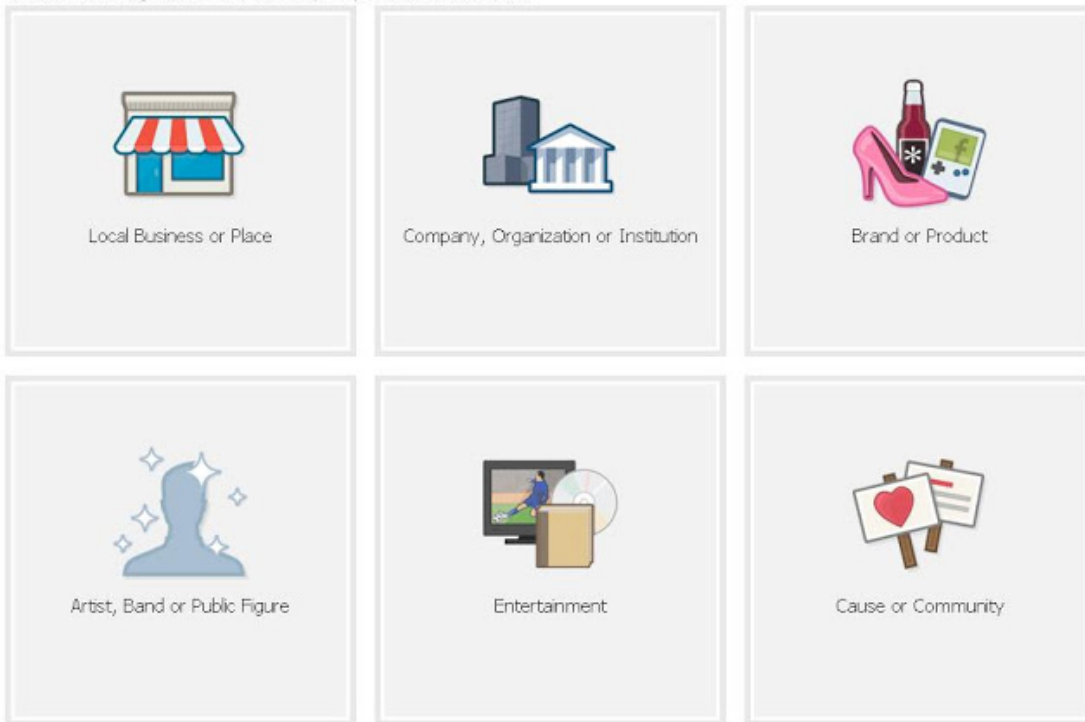 Local Business or Place
Company, Organization or Institution
Brand or Product
Artist, Band or Public Figure
Entertainment
Cause or Community